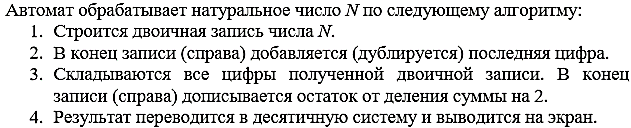 Автомат обрабатывает натуральное число N по следующему алгоритму:
1. Строится двоичная запись числа N.
2. В конец записи (справа) добавляется (дублируется) последняя цифра.
3. Складываются все цифры полученной двоичной записи. В конец
записи (справа) дописывается остаток от деления суммы на 2.
4. Результат переводится в десятичную систему и выводится на экран.